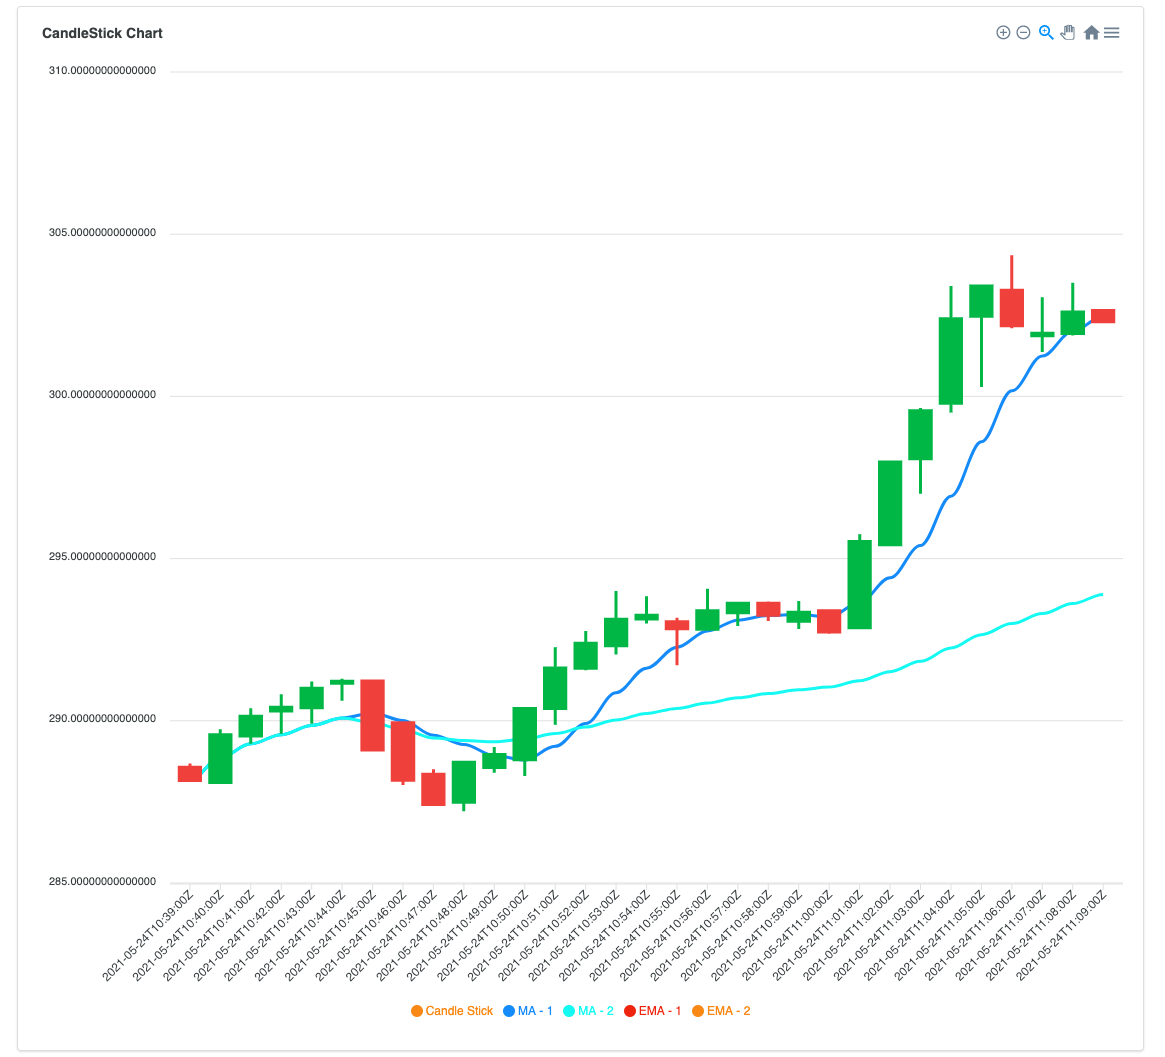 CandleStick Chart
310.00000000000000
305.00000000000000
300.00000000000000
295.00000000000000
290.00000000000000
285.00000000000000
2021-05-24T10:39:00Z
2021-05-24T10:40:00Z
2021-05-24T10:41:00Z
2021-05-24T10:42:00Z
2021-05-24T10:43:00Z
2021-05-24T10:44:00Z
2021-05-24T10:45:00Z
2021-05-24T10:46:00Z
2021-05-24T10:47:00Z
2021-05-24T10:48:00Z
2021-05-24T10:49:00Z
2021-05-24T10:50:00Z
2021-05-24T10:51:00Z
2021-05-24T10:52:00Z
2021-05-24T10:53:00Z
2021-05-24T10:54:00Z
2021-05-24T10:55:00Z
2021-05-24T10:56:00Z
2021-05-24T10:57:00Z
2021-05-24T10:58:00Z
2021-05-24T10:59:00Z
2021-05-24T11:00:00Z
2021-05-24T11:01:00Z
2021-05-24T11:02:00Z
2021-05-24T11:03:00Z
2021-05-24T11:04:00Z
2021-05-24T11:05:00Z
2021-05-24T11:06:00Z
2021-05-24T11:07:00Z
2021-05-24T11:08:00Z
2021-05-24T11:09:00Z
Candle Stick MA - 1 MA - 2 EMA - 1 EMA - 2